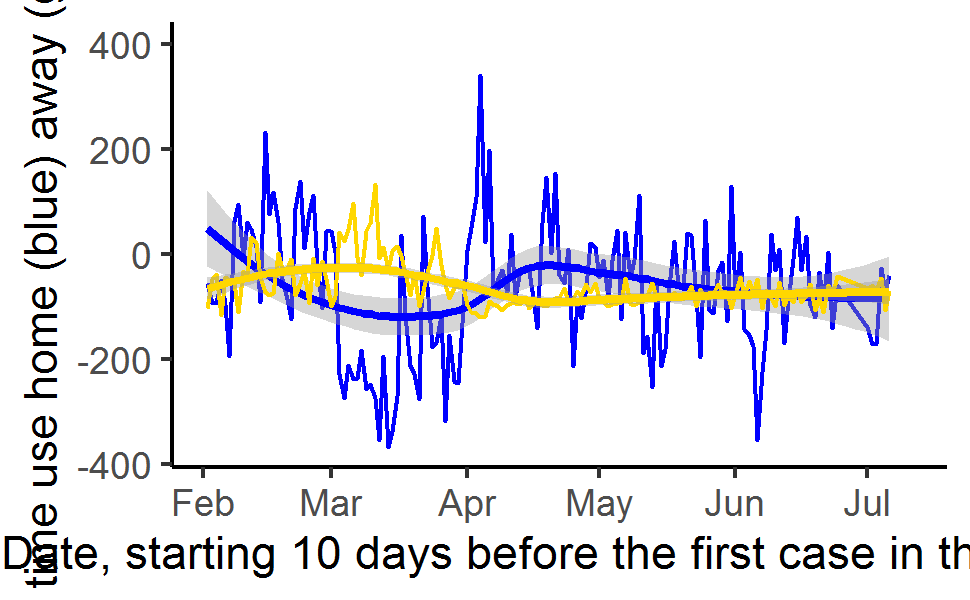 time use home (blue) away (
400
200
0
-200
-400
Feb Mar Apr May Jun Jul
Date, starting 10 days before the first case in th